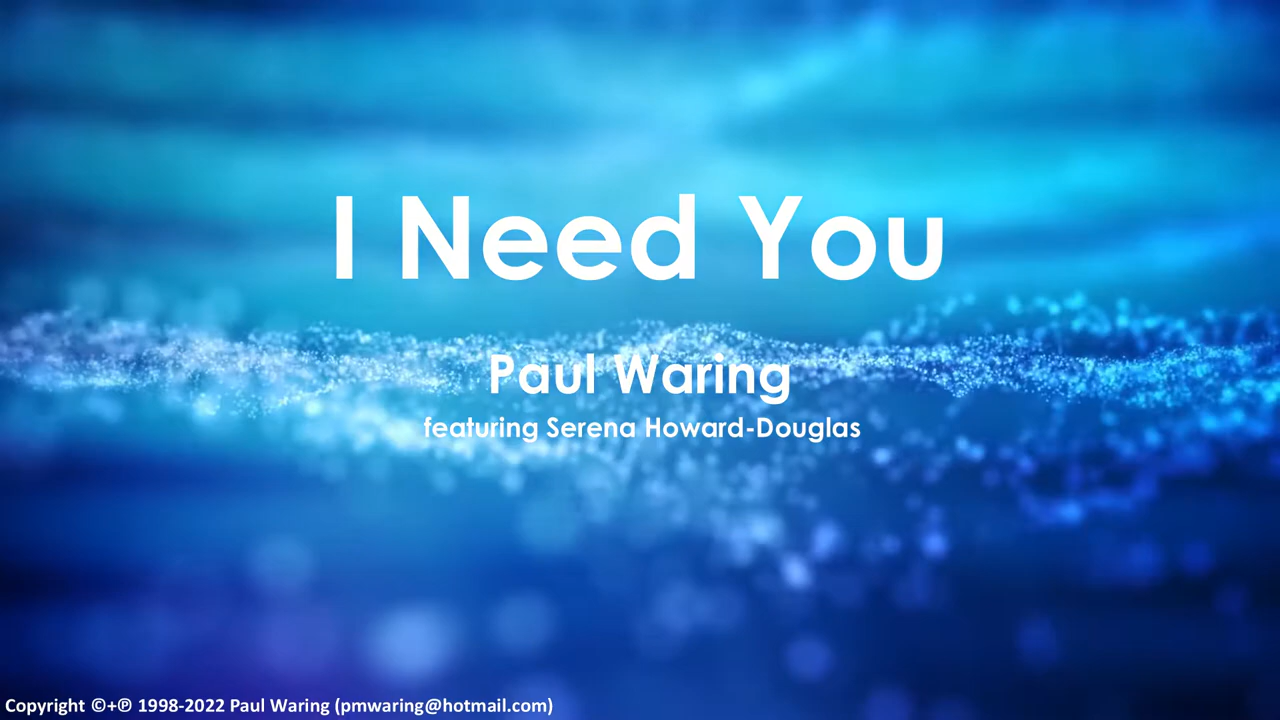 I Need You
Paul Waring
featuring Serena Howard-Douglas
Copyright ©+℗ 1998-2022 Paul Waring (pmwaring@hotmail.com)